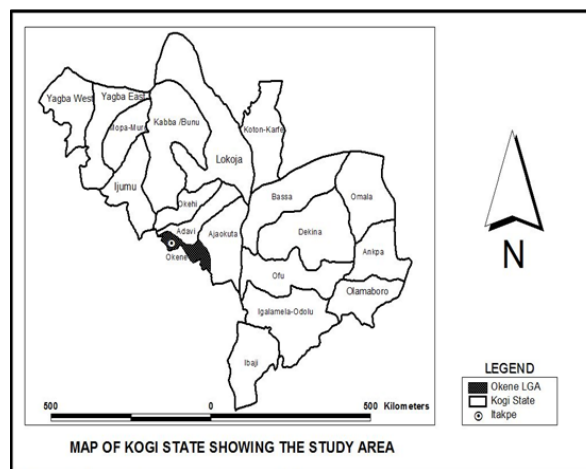 Yagba West
Yagba East
Mopa-Muro
Kabba /Bunu
Koton-Karfe
Lokoja
Ijumu
Okehi
Bassa
Omala
Adavi
Ajaokuta
Dekina
Okene
Ankpa
Ofu
Olamaboro
Igalamela-Odolu
Ibaji
N
500 0 500 Kilometers
LEGEND
Okene LGA
Kogi State
Itakpe
MAP OF KOGI STATE SHOWING THE STUDY AREA